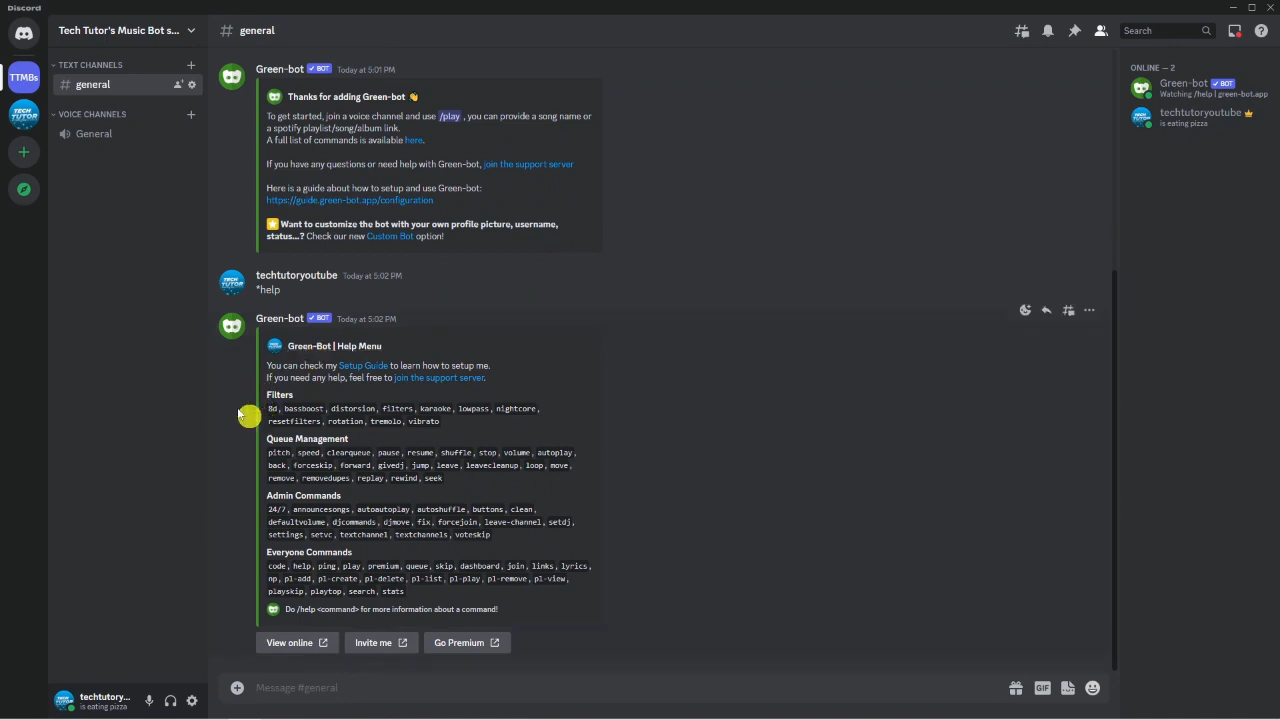 Discord
Tech Tutor's Music Bot s...
# general
Search
TTMBs
TECH TUTOR
TEXT CHANNELS
# general
VOICE CHANNELS
General
Green-bot BOT Today at 5:01 PM
Thanks for adding Green-bot 👋
To get started, join a voice channel and use /play , you can provide a song name or
a spotify playlist/song/album link.
A full list of commands is available here.
If you have any questions or need help with Green-bot, join the support server
Here is a guide about how to setup and use Green-bot:
https://guide.green-bot.app/configuration
Want to customize the bot with your own profile picture, username,
status...? Check our new Custom Bot option!
techtutoryoutube Today at 5:02 PM
*help
Green-bot BOT Today at 5:02 PM
Green-Bot | Help Menu
You can check my Setup Guide to learn how to setup me.
If you need any help, feel free to join the support server.
Filters
8d, bassboost, distorsion, filters, karaoke, lowpass, nightcore,
resetfilters, rotation, tremolo, vibrato
Queue Management
pitch, speed, clearqueue, pause, resume, shuffle, stop, volume, autoplay,
back, forceskip, forward, givedj, jump, leave, leavecleanup, loop, move,
remove, removedupes, replay, rewind, seek
Admin Commands
24/7, announcesongs, autoautoplay, autoshuffle, buttons, clean,
defaultvolume, djcommands, djmove, fix, forcejoin, leave-channel, setdj,
settings, setvc, textchannel, textchannels, voteskip
Everyone Commands
code, help, ping, play, premium, queue, skip, dashboard, join, links, lyrics,
np, pl-add, pl-create, pl-delete, pl-list, pl-play, pl-remove, pl-view,
playskip, playtop, search, stats
Do /help <command> for more information about a command!
View online
Invite me
Go Premium
Message #general
GIF
techtutory...
is eating pizza
ONLINE — 2
Green-bot BOT
Watching /help | green-bot.app
techtutoryoutube
is eating pizza